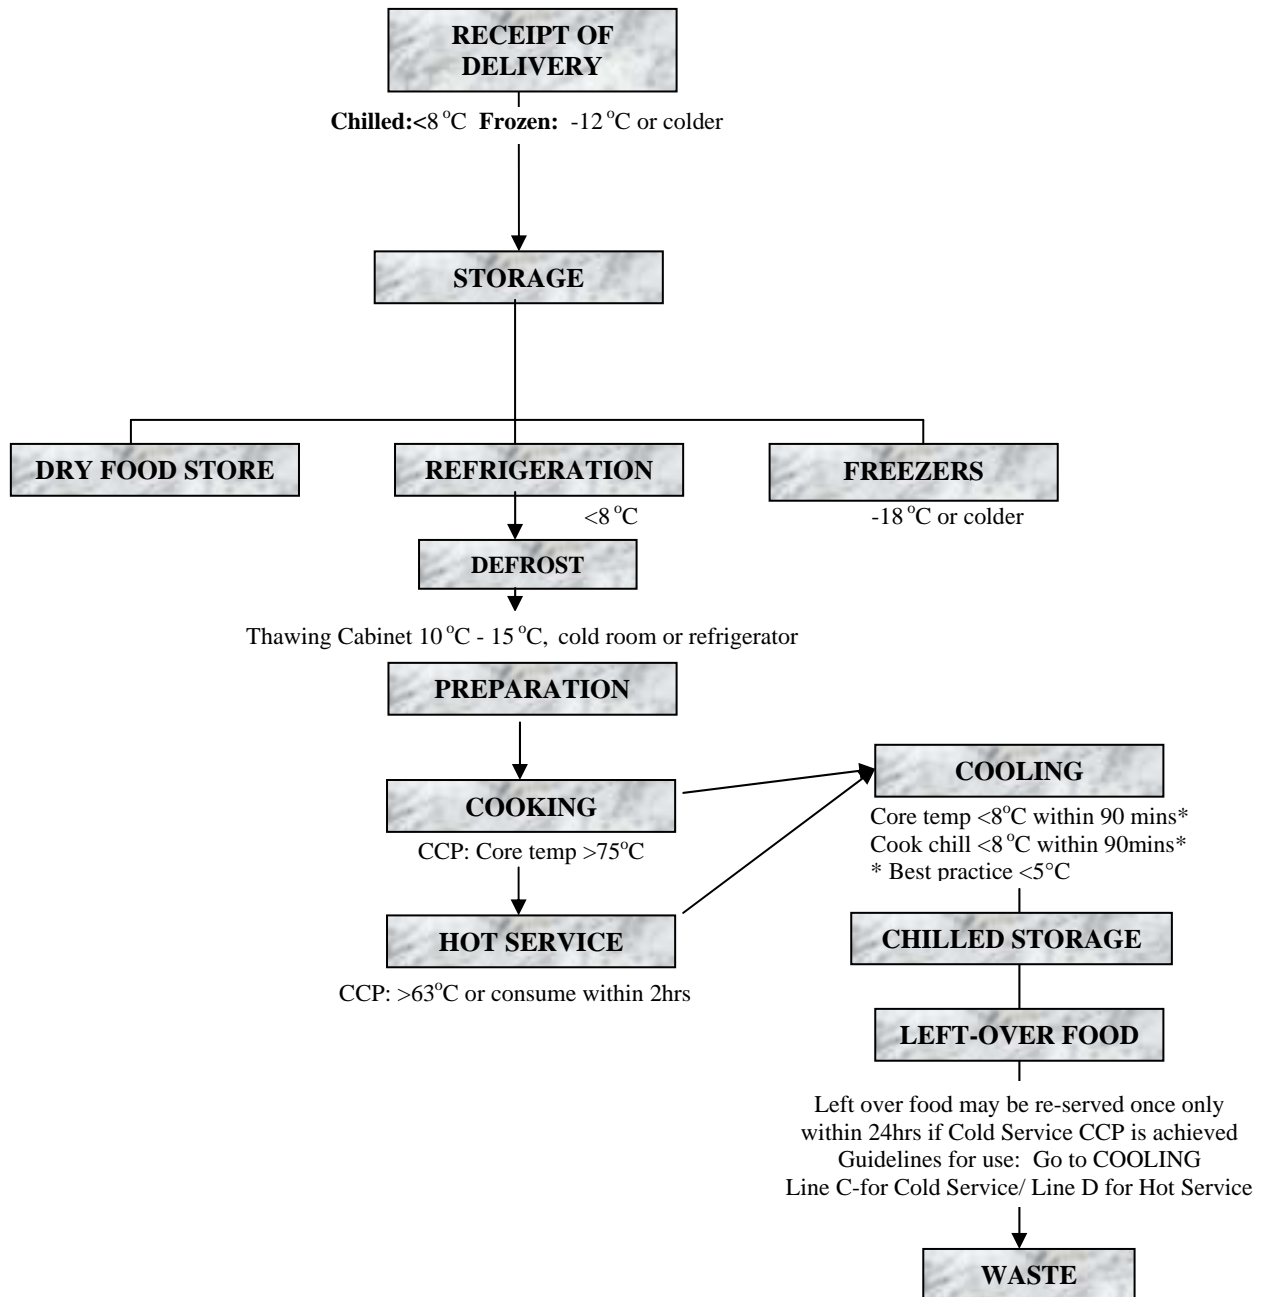 RECEIPT OF
DELIVERY
Chilled:<8°C Frozen: -12°C or colder
STORAGE
DRY FOOD STORE
REFRIGERATION
FREEZERS
<8°C
-18°C or colder
DEFROST
Thawing Cabinet 10°C - 15°C, cold room or refrigerator
PREPARATION
COOKING
CCP: Core temp >75°C
HOT SERVICE
CCP: >63°C or consume within 2hrs
COOLING
Core temp <8°C within 90 mins*
Cook chill <8°C within 90mins*
* Best practice <5°C
CHILLED STORAGE
LEFT-OVER FOOD
Left over food may be re-served once only
within 24hrs if Cold Service CCP is achieved
Guidelines for use: Go to COOLING
Line C-for Cold Service/ Line D for Hot Service
WASTE